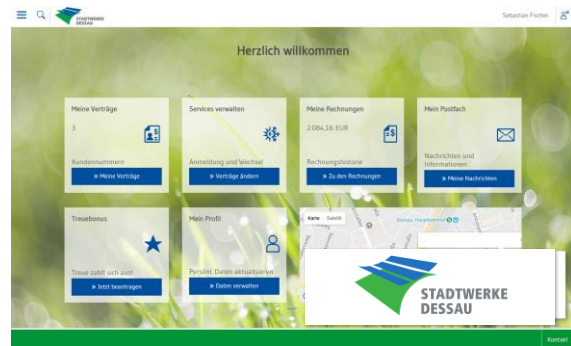 STADTWERKE
DESSAU
Sebastian Fischer
Herzlich willkommen
Meine Verträge
3
Kundennummern
» Meine Verträge
Services verwalten
Anmeldung und Wechsel
» Verträge ändern
Meine Rechnungen
2.084,16 EUR
Rechnungshistorie
» Zu den Rechnungen
Mein Postfach
Nachrichten und
Informationen
» Meine Nachrichten
Treuebonus
Treue zahlt sich aus!
» Jetzt beantragen
Mein Profil
Persönl. Daten aktualisieren
» Daten verwalten
Karte Satellit
Dessau, Hauptbahnhof
STADTWERKE
DESSAU
Kontakt